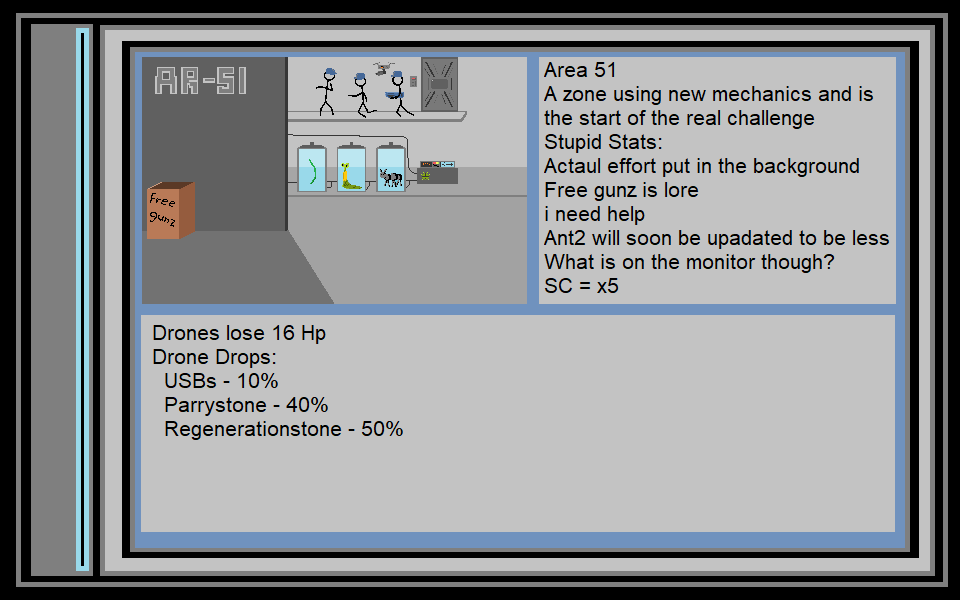 AR-51
Free
gunz
Area 51
A zone using new mechanics and is
the start of the real challenge
Stupid Stats:
Actaul effort put in the background
Free gunz is lore
i need help
Ant2 will soon be upadated to be less
What is on the monitor though?
SC = x5
Drones lose 16 Hp
Drone Drops:
USBs - 10%
Parrystone - 40%
Regenerationstone - 50%